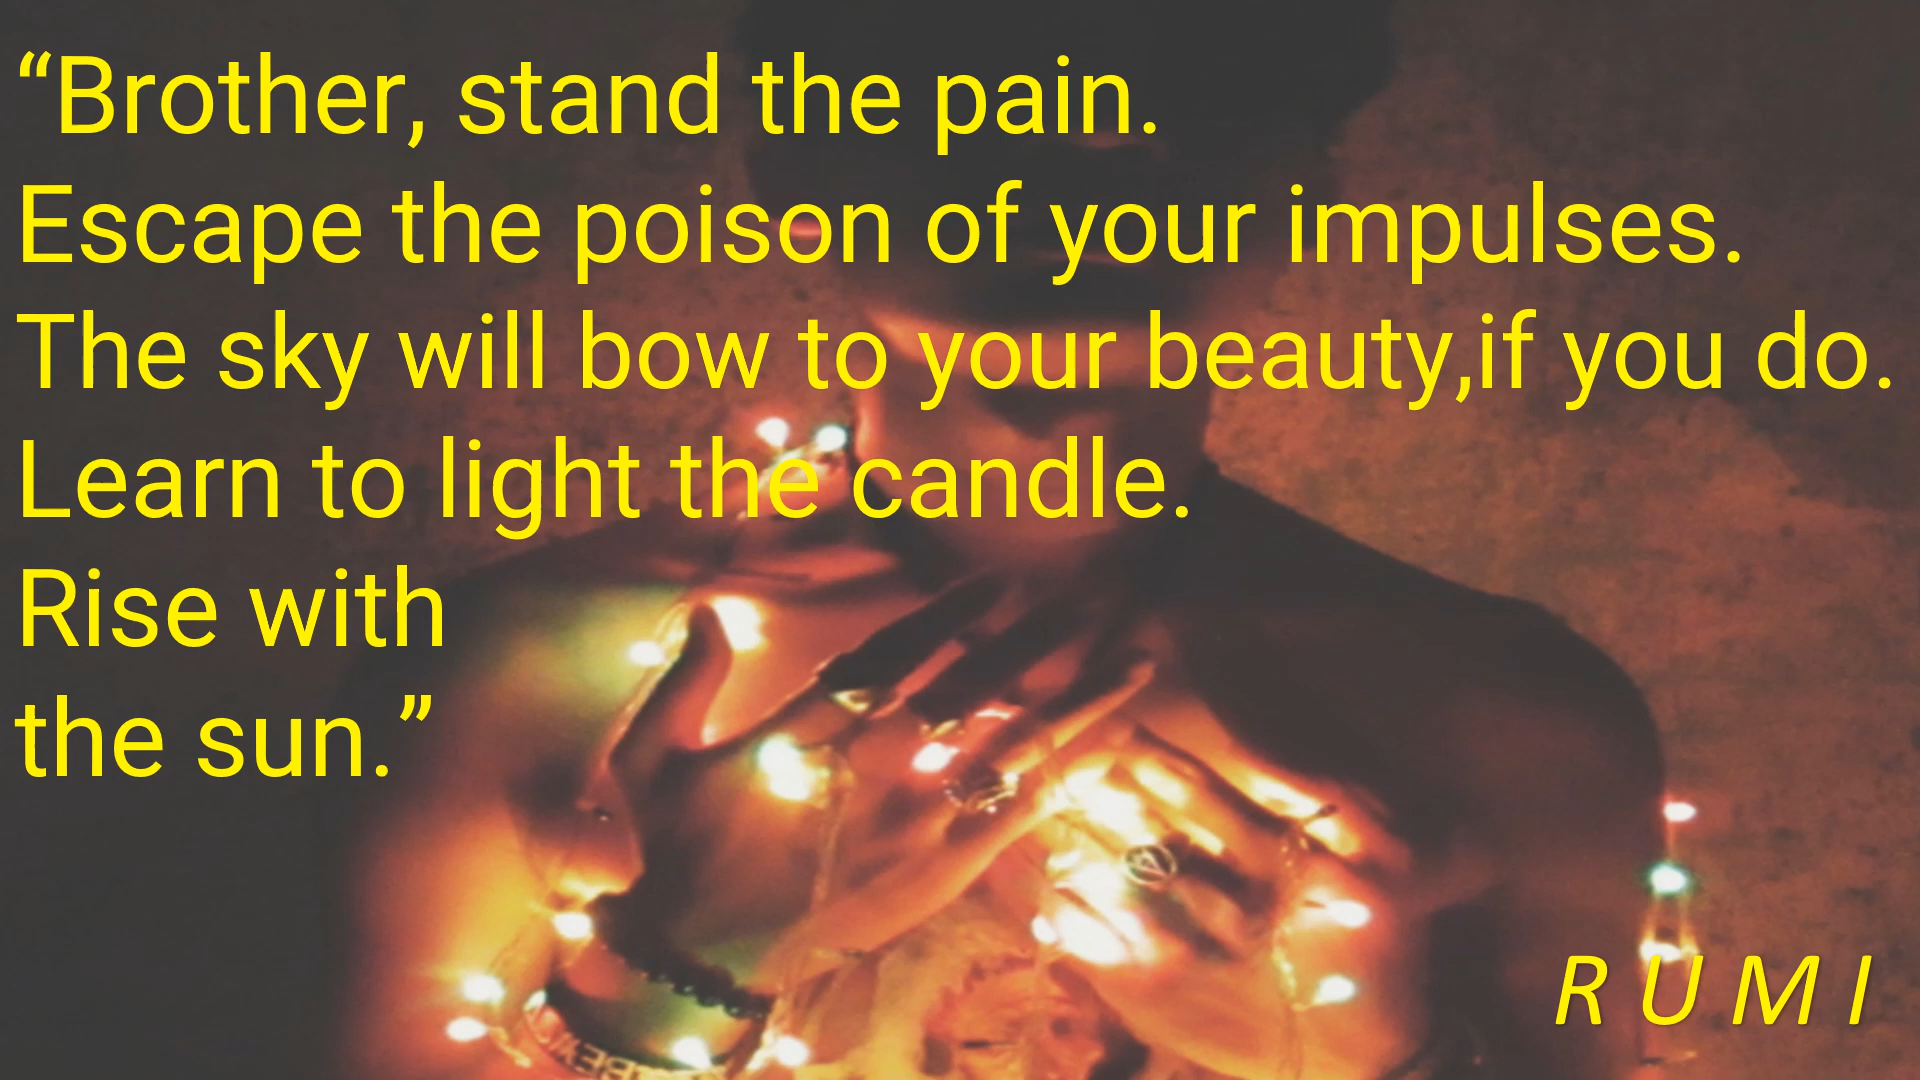 “Brother, stand the pain.
Escape the poison of your impulses.
The sky will bow to your beauty,if you do.
Learn to light the candle.
Rise with
the sun.”
RUMI